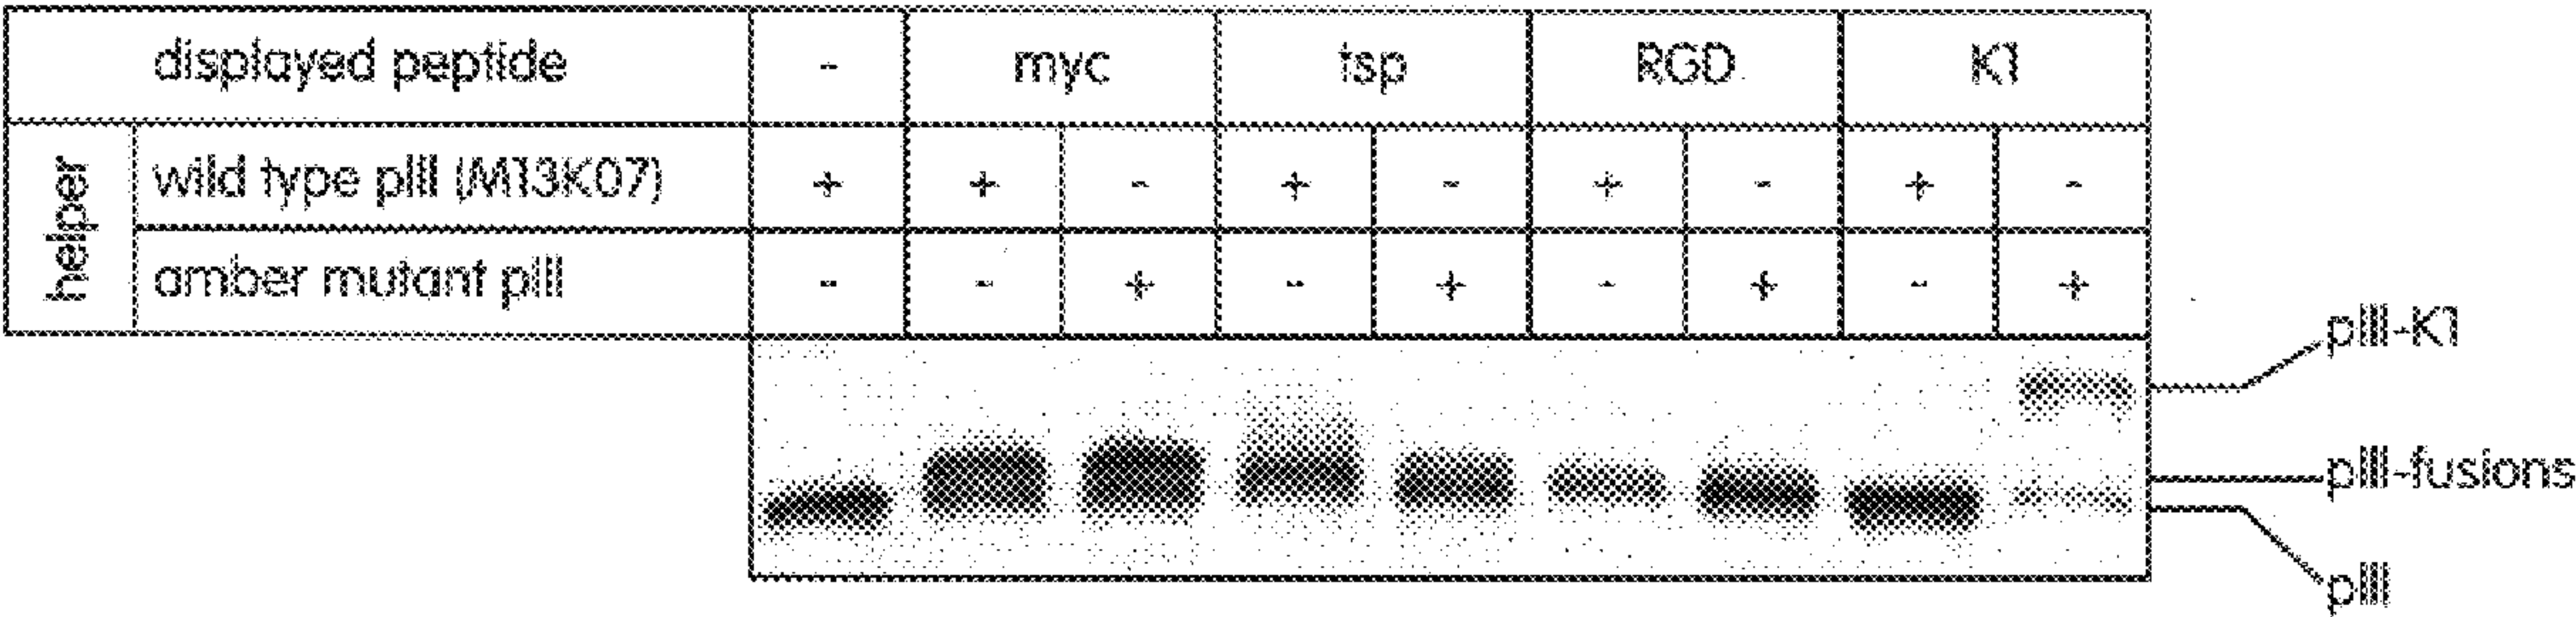 displayed peptide - myc tsp RGD K1
helper
wild type pIII (M13K07) + + - + - + - + -
amber mutant pIII - - + - + - + - +
pIII-K1
pIII-fusions
pIII